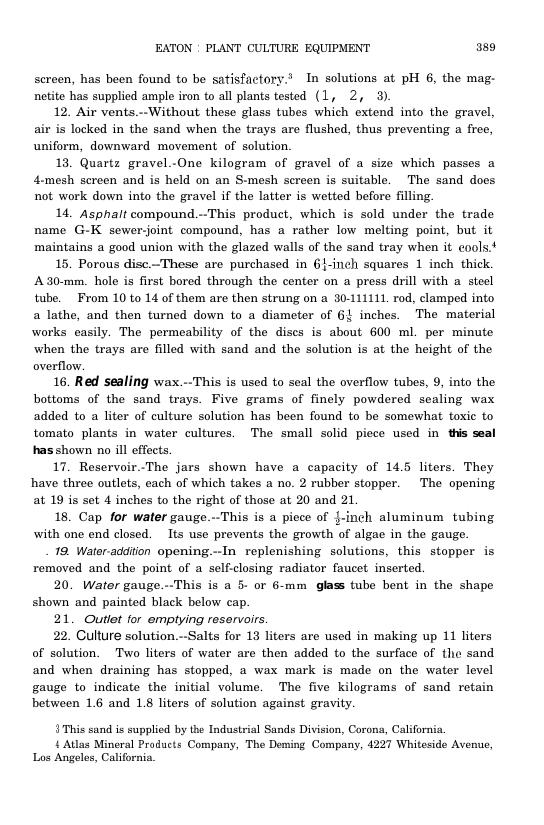 EATON : PLANT CULTURE EQUIPMENT 389
screen, has been found to be satisfactory.³ In solutions at pH 6, the mag-
netite has supplied ample iron to all plants tested (1, 2, 3).
12. Air vents.--Without these glass tubes which extend into the gravel,
air is locked in the sand when the trays are flushed, thus preventing a free,
uniform, downward movement of solution.
13. Quartz gravel.-One kilogram of gravel of a size which passes a
4-mesh screen and is held on an S-mesh screen is suitable. The sand does
not work down into the gravel if the latter is wetted before filling.
14. Asphalt compound.--This product, which is sold under the trade
name G-K sewer-joint compound, has a rather low melting point, but it
maintains a good union with the glazed walls of the sand tray when it cools.⁴
15. Porous disc.--These are purchased in 6¼-inch squares 1 inch thick.
A 30-mm. hole is first bored through the center on a press drill with a steel
tube. From 10 to 14 of them are then strung on a 30-111111. rod, clamped into
a lathe, and then turned down to a diameter of 6⅛ inches. The material
works easily. The permeability of the discs is about 600 ml. per minute
when the trays are filled with sand and the solution is at the height of the
overflow.
16. Red sealing wax.--This is used to seal the overflow tubes, 9, into the
bottoms of the sand trays. Five grams of finely powdered sealing wax
added to a liter of culture solution has been found to be somewhat toxic to
tomato plants in water cultures. The small solid piece used in this seal
has shown no ill effects.
17. Reservoir.-The jars shown have a capacity of 14.5 liters. They
have three outlets, each of which takes a no. 2 rubber stopper. The opening
at 19 is set 4 inches to the right of those at 20 and 21.
18. Cap for water gauge.--This is a piece of ½-inch aluminum tubing
with one end closed. Its use prevents the growth of algae in the gauge.
. 19. Water-addition opening.--In replenishing solutions, this stopper is
removed and the point of a self-closing radiator faucet inserted.
20. Water gauge.--This is a 5- or 6-mm glass tube bent in the shape
shown and painted black below cap.
21. Outlet for emptying reservoirs.
22. Culture solution.--Salts for 13 liters are used in making up 11 liters
of solution. Two liters of water are then added to the surface of the sand
and when draining has stopped, a wax mark is made on the water level
gauge to indicate the initial volume. The five kilograms of sand retain
between 1.6 and 1.8 liters of solution against gravity.
3 This sand is supplied by the Industrial Sands Division, Corona, California.
4 Atlas Mineral Products Company, The Deming Company, 4227 Whiteside Avenue,
Los Angeles, California.